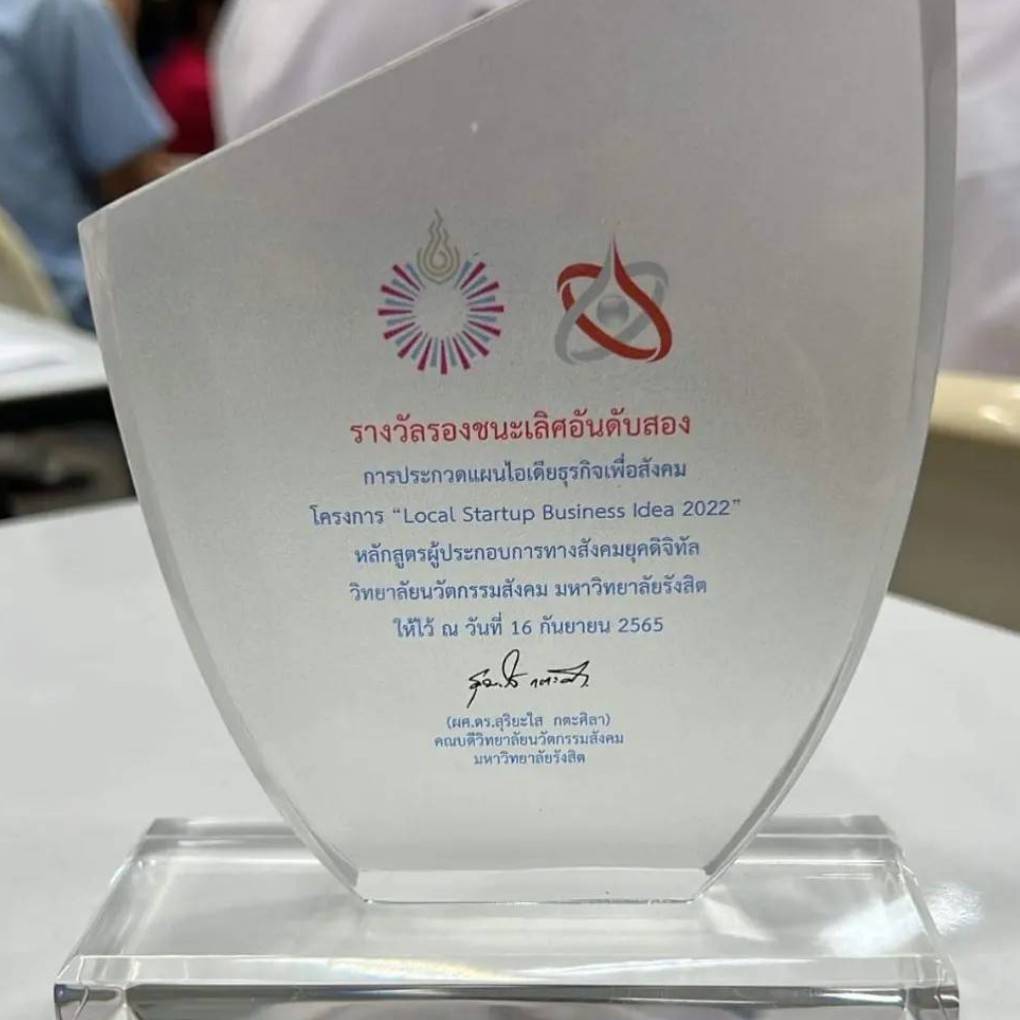 รางวัลรองชนะเลิศอันดับสอง
การประกวดแผนไอเดียธุรกิจเพื่อสังคม
โครงการ “Local Startup Business Idea 2022”
หลักสูตรผู้ประกอบการทางสังคมยุคดิจิทัล
วิทยาลัยนวัตกรรมสังคม มหาวิทยาลัยรังสิต
ให้ไว้ ณ วันที่ 16 กันยายน 2565
(ผศ.ดร.สุริยะใส กตะศิลา)
คณบดีวิทยาลัยนวัตกรรมสังคม
มหาวิทยาลัยรังสิต